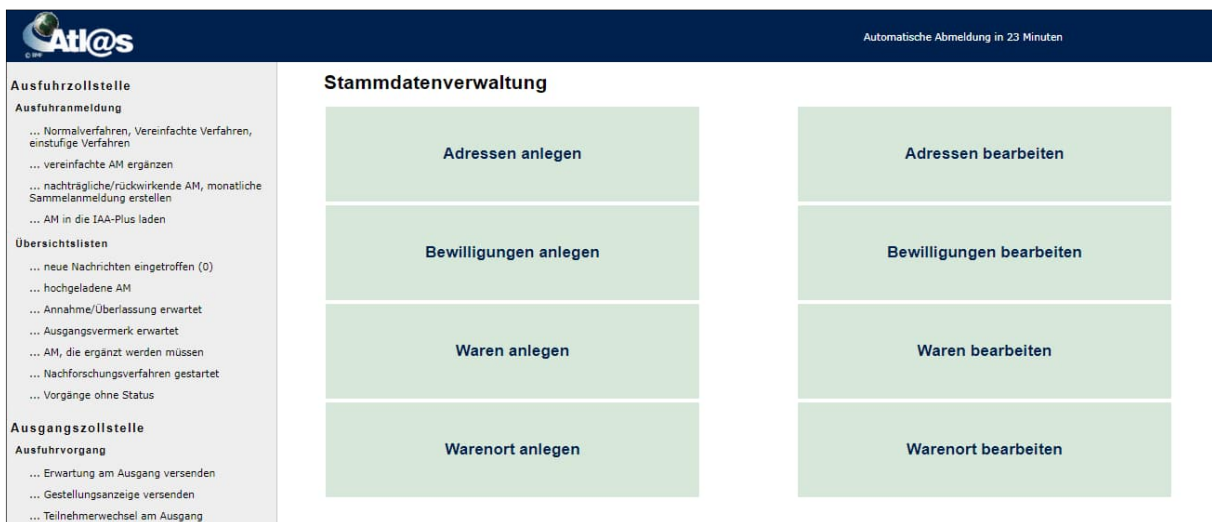 Atl@s
Automatische Abmeldung in 23 Minuten
Ausfuhrzollstelle
Ausfuhranmeldung
... Normalverfahren, Vereinfachte Verfahren,
einstufige Verfahren
... vereinfachte AM ergänzen
... nachträgliche/rückwirkende AM, monatliche
Sammelanmeldung erstellen
... AM in die IAA-Plus laden
Übersichtslisten
... neue Nachrichten eingetroffen (0)
... hochgeladene AM
... Annahme/Überlassung erwartet
... Ausgangsvermerk erwartet
... AM, die ergänzt werden müssen
... Nachforschungsverfahren gestartet
... Vorgänge ohne Status
Ausgangszollstelle
Ausfuhrvorgang
... Erwartung am Ausgang versenden
... Gestellungsanzeige versenden
... Teilnehmerwechsel am Ausgang
Stammdatenverwaltung
Adressen anlegen
Adressen bearbeiten
Bewilligungen anlegen
Bewilligungen bearbeiten
Waren anlegen
Waren bearbeiten
Warenort anlegen
Warenort bearbeiten